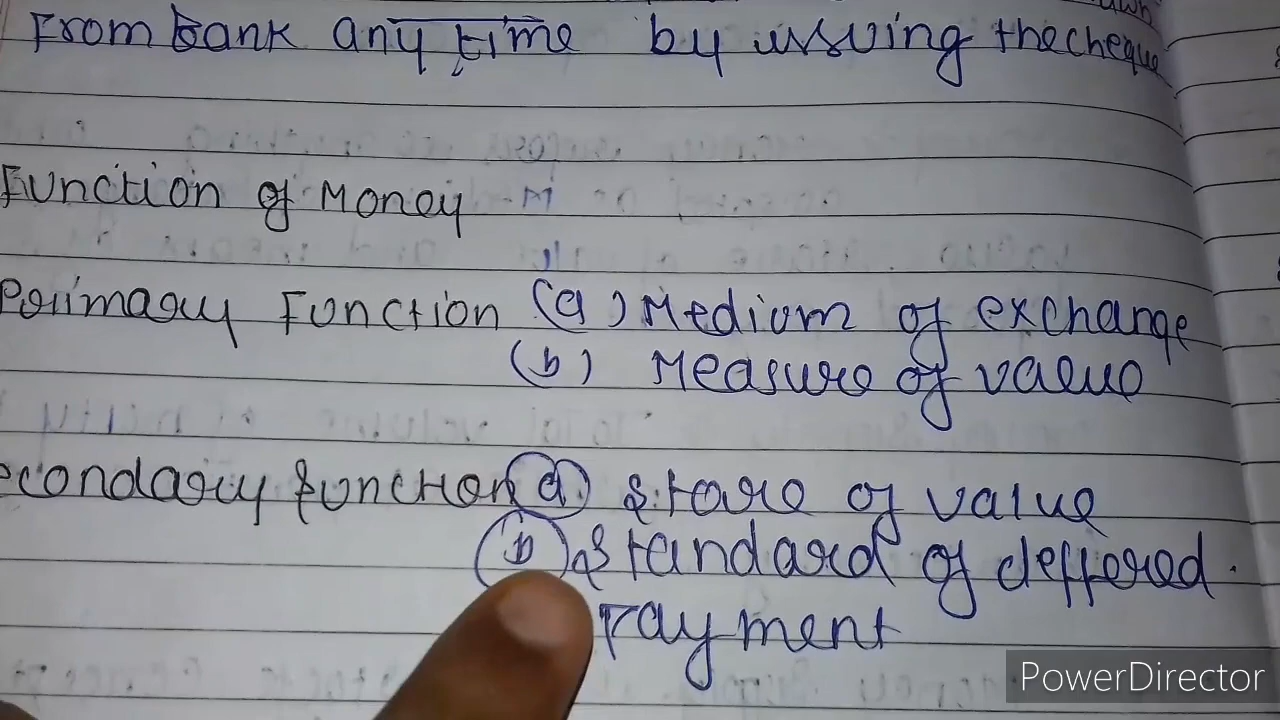 From bank any time by issuing the cheque
Function of Money
Primary Function (a) Medium of exchange
(b) Measure of value
econdary function (a) Store of value
(b) Standard of deffered
Payment
PowerDirector